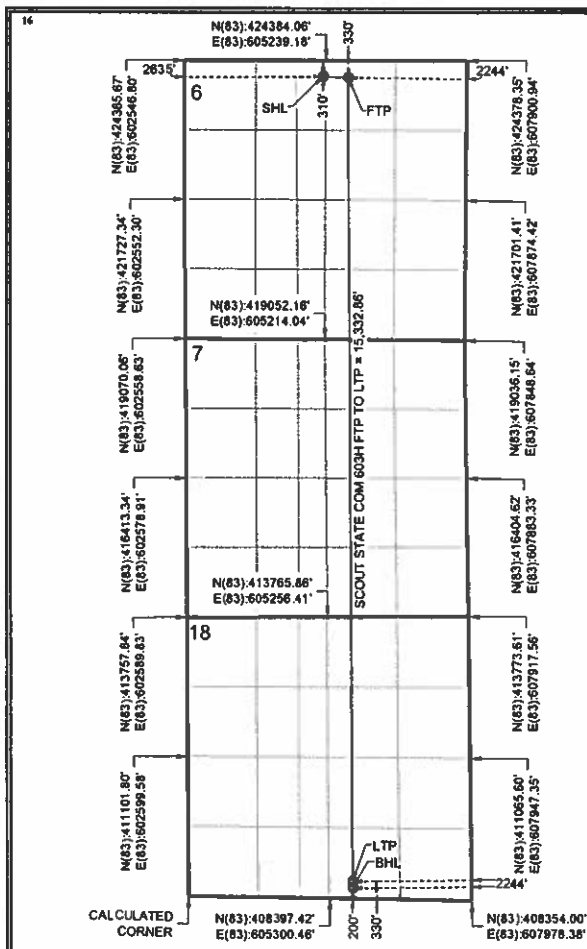 16
N(83):424384.06'
E(83):605239.18'
330'
2635'
2244'
6
SHL
310'
FTP
N(83):424385.67'
E(83):602546.80'
N(83):424378.35'
E(83):607900.94'
N(83):421727.34'
E(83):602552.30'
N(83):421701.41'
E(83):607874.42'
N(83):419052.16'
E(83):605214.04'
7
N(83):419070.06'
E(83):602558.63'
N(83):419036.15'
E(83):607848.64'
SCOUT STATE COM 603H FTP TO LTP = 15,332.86'
N(83):416413.34'
E(83):602578.91'
N(83):416404.62'
E(83):607883.33'
N(83):413765.86'
E(83):605256.41'
18
N(83):413757.64'
E(83):602589.83'
N(83):413773.61'
E(83):607917.56'
N(83):411101.80'
E(83):602599.58'
N(83):411065.60'
E(83):607947.35'
LTP
BHL
2244'
CALCULATED
CORNER
N(83):408397.42'
E(83):605300.46'
200'
330'
N(83):408354.00'
E(83):607978.38'